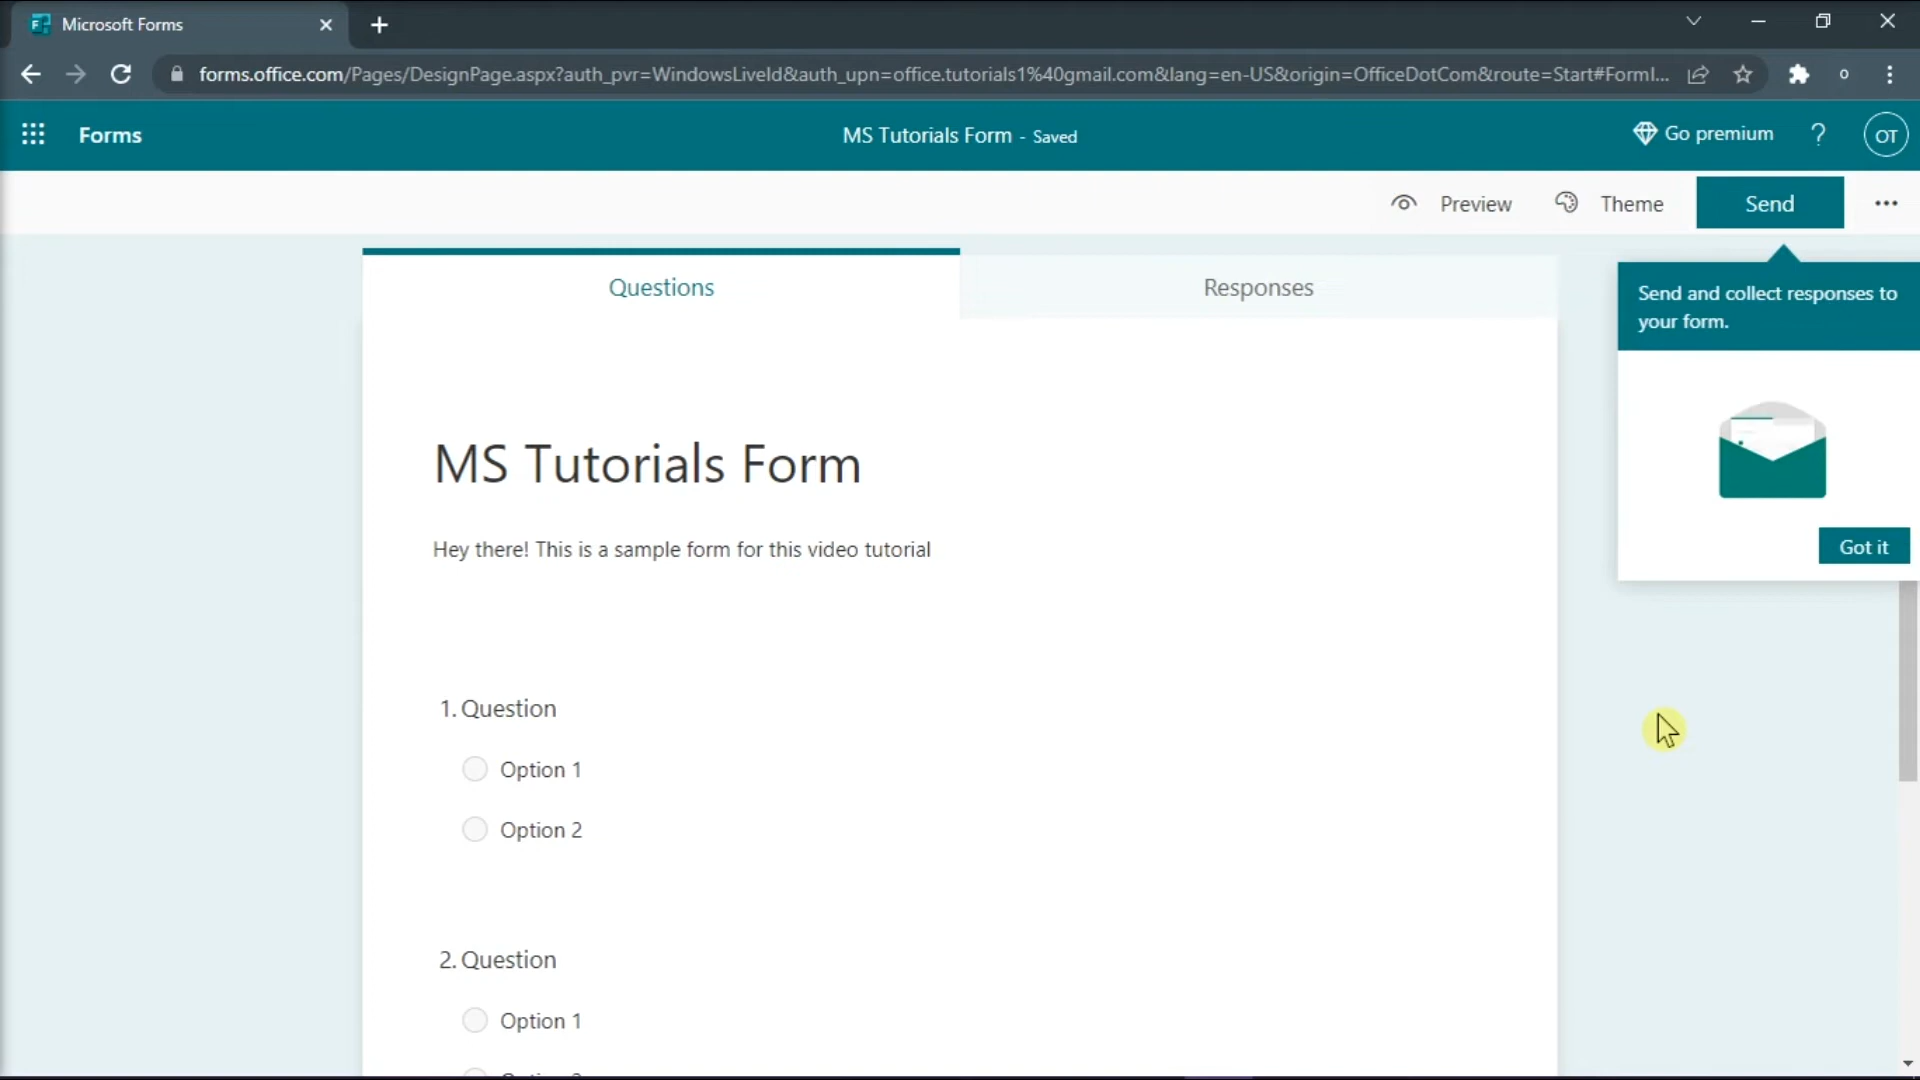 Microsoft Forms
forms.office.com/Pages/DesignPage.aspx?auth_pvr=WindowsLiveId&auth_upn=office.tutorials1%40gmail.com&lang=en-US&origin=OfficeDotCom&route=Start#FormI...
Forms
MS Tutorials Form - Saved
Go premium
?
OT
Preview
Theme
Send
Questions
Responses
Send and collect responses to
your form.
Got it
MS Tutorials Form
Hey there! This is a sample form for this video tutorial
1. Question
Option 1
Option 2
2. Question
Option 1